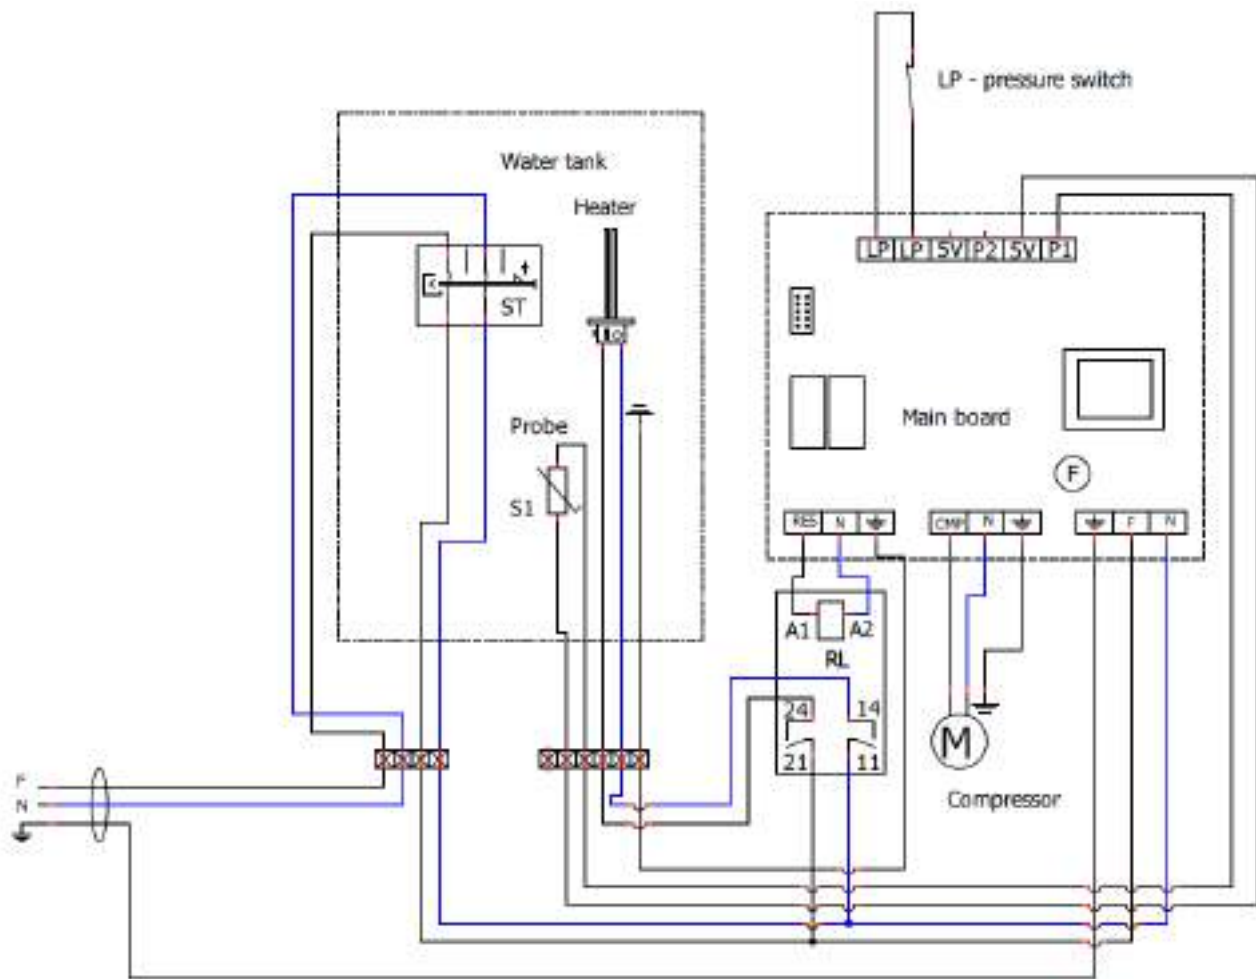 LP - pressure switch
Water tank
Heater
LP LP 5V P2 5V P1
ST
Probe
Main board
S1
F
RES N
CMP N
F N
A1 A2
RL
24 14
21 11
M
F
N
Compressor